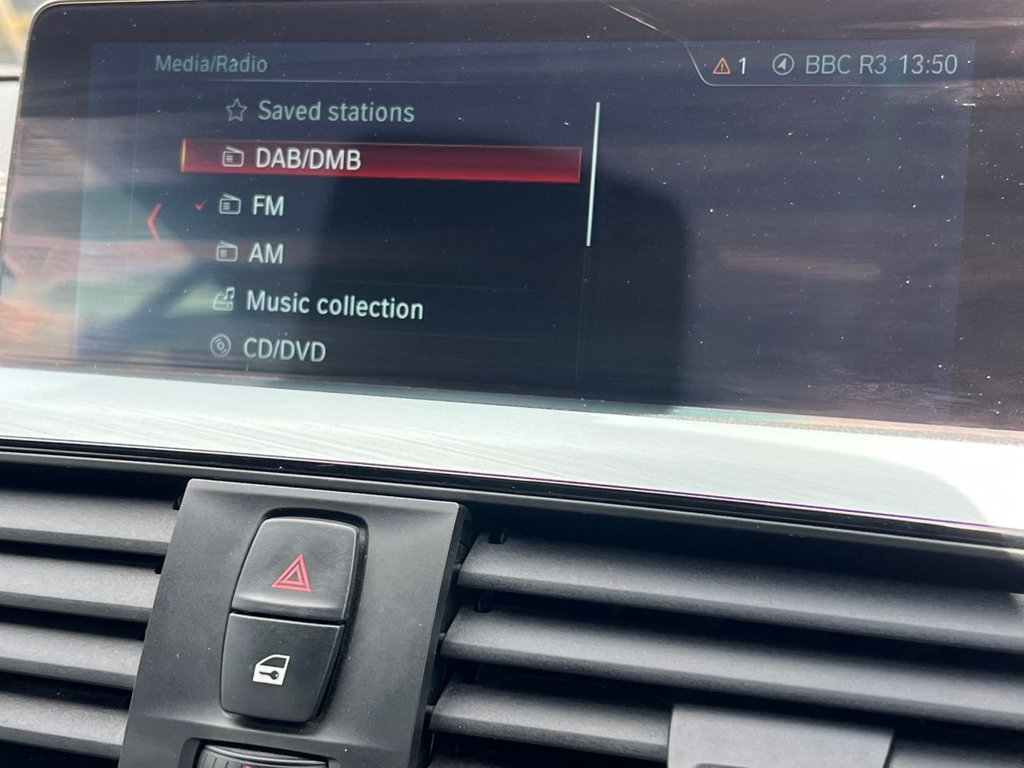 Media/Radio
1 BBC R3 13:50
Saved stations
DAB/DMB
FM
AM
Music collection
CD/DVD